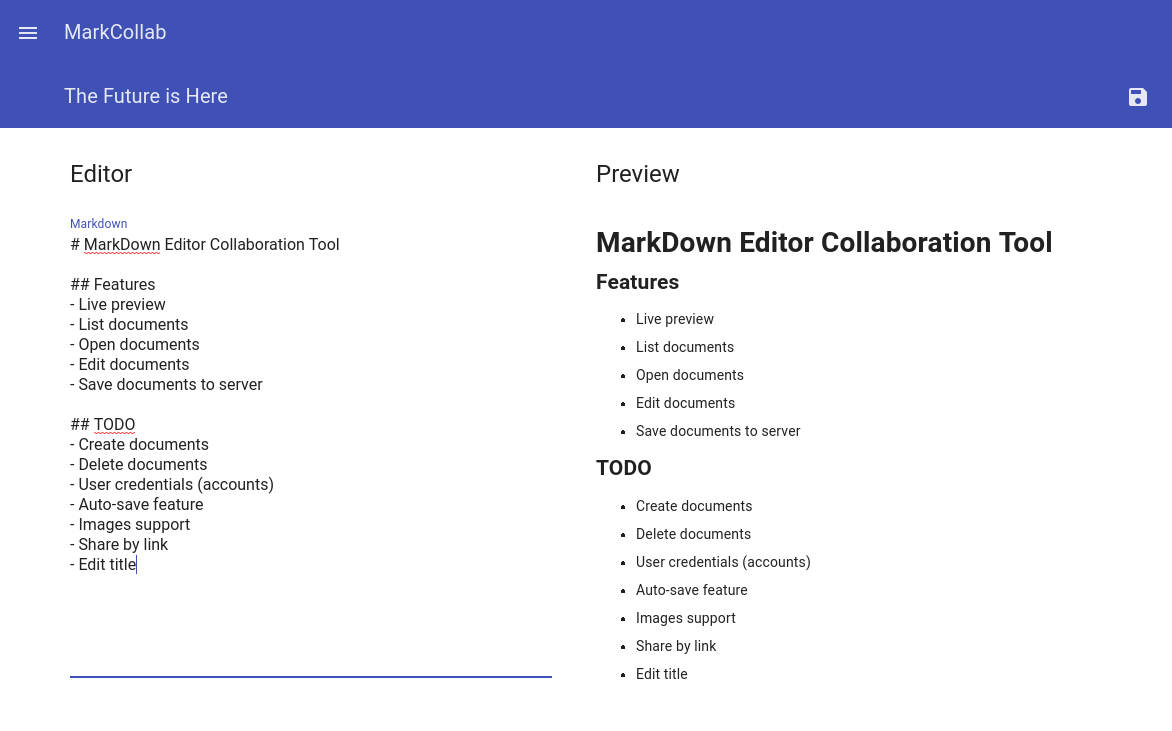 MarkCollab
The Future is Here
Editor
Markdown
# MarkDown Editor Collaboration Tool
## Features
- Live preview
- List documents
- Open documents
- Edit documents
- Save documents to server
## TODO
- Create documents
- Delete documents
- User credentials (accounts)
- Auto-save feature
- Images support
- Share by link
- Edit title
Preview
MarkDown Editor Collaboration Tool
Features
Live preview
List documents
Open documents
Edit documents
Save documents to server
TODO
Create documents
Delete documents
User credentials (accounts)
Auto-save feature
Images support
Share by link
Edit title